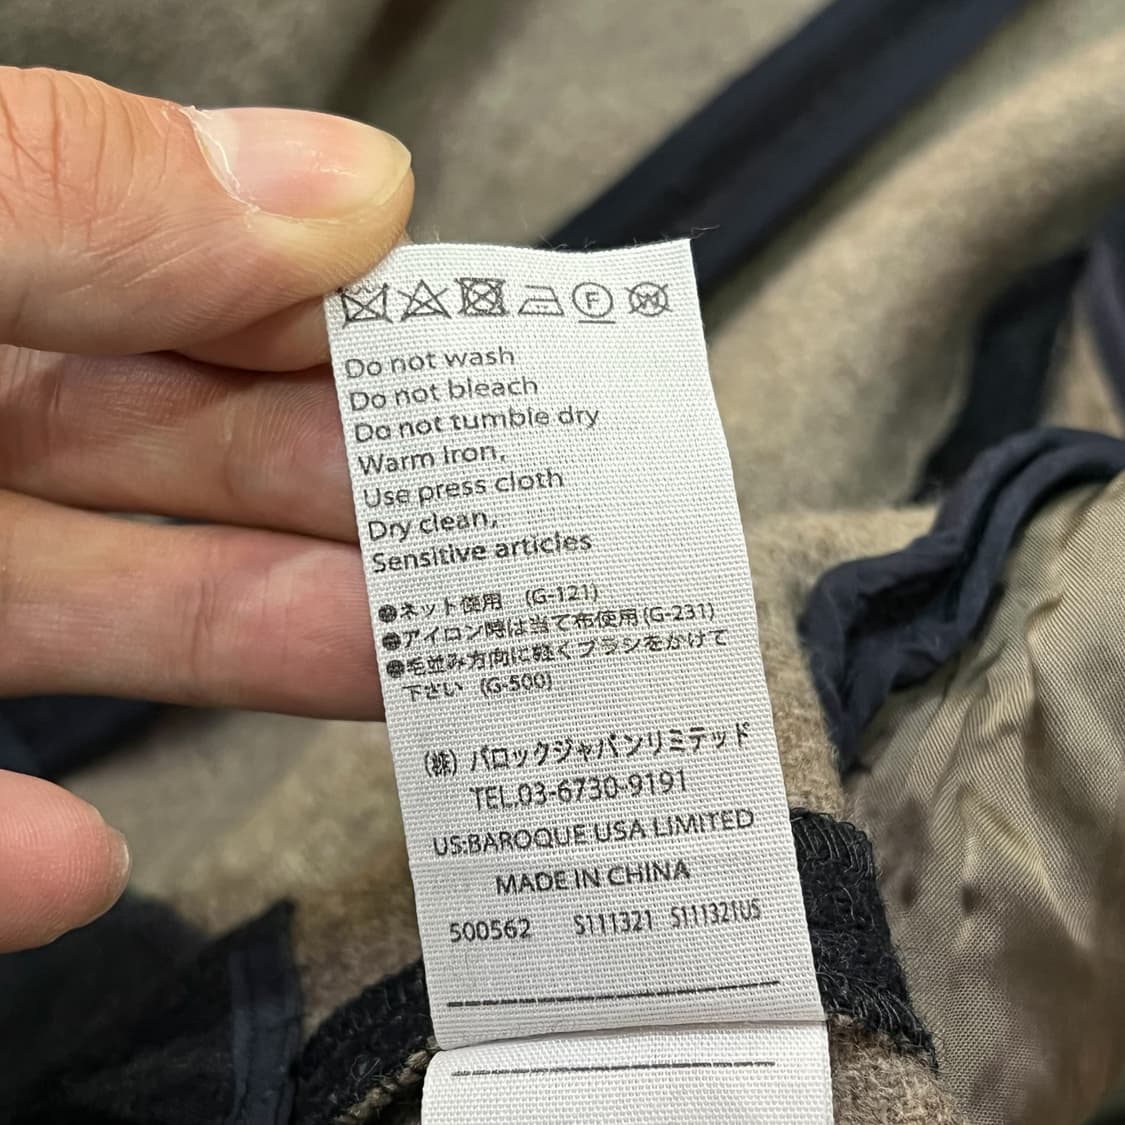 F W
Do not wash
Do not bleach
Do not tumble dry
Warm iron,
Use press cloth
Dry clean,
Sensitive articles
●ネット使用 (G-121)
●アイロン時は当て布使用(G-231)
●毛並み方向に軽くブラシをかけて
下さい (G-500)
(株) バロックジャパンリミテッド
TEL.03-6730-9191
US:BAROQUE USA LIMITED
MADE IN CHINA
500562 S111321 S111321US